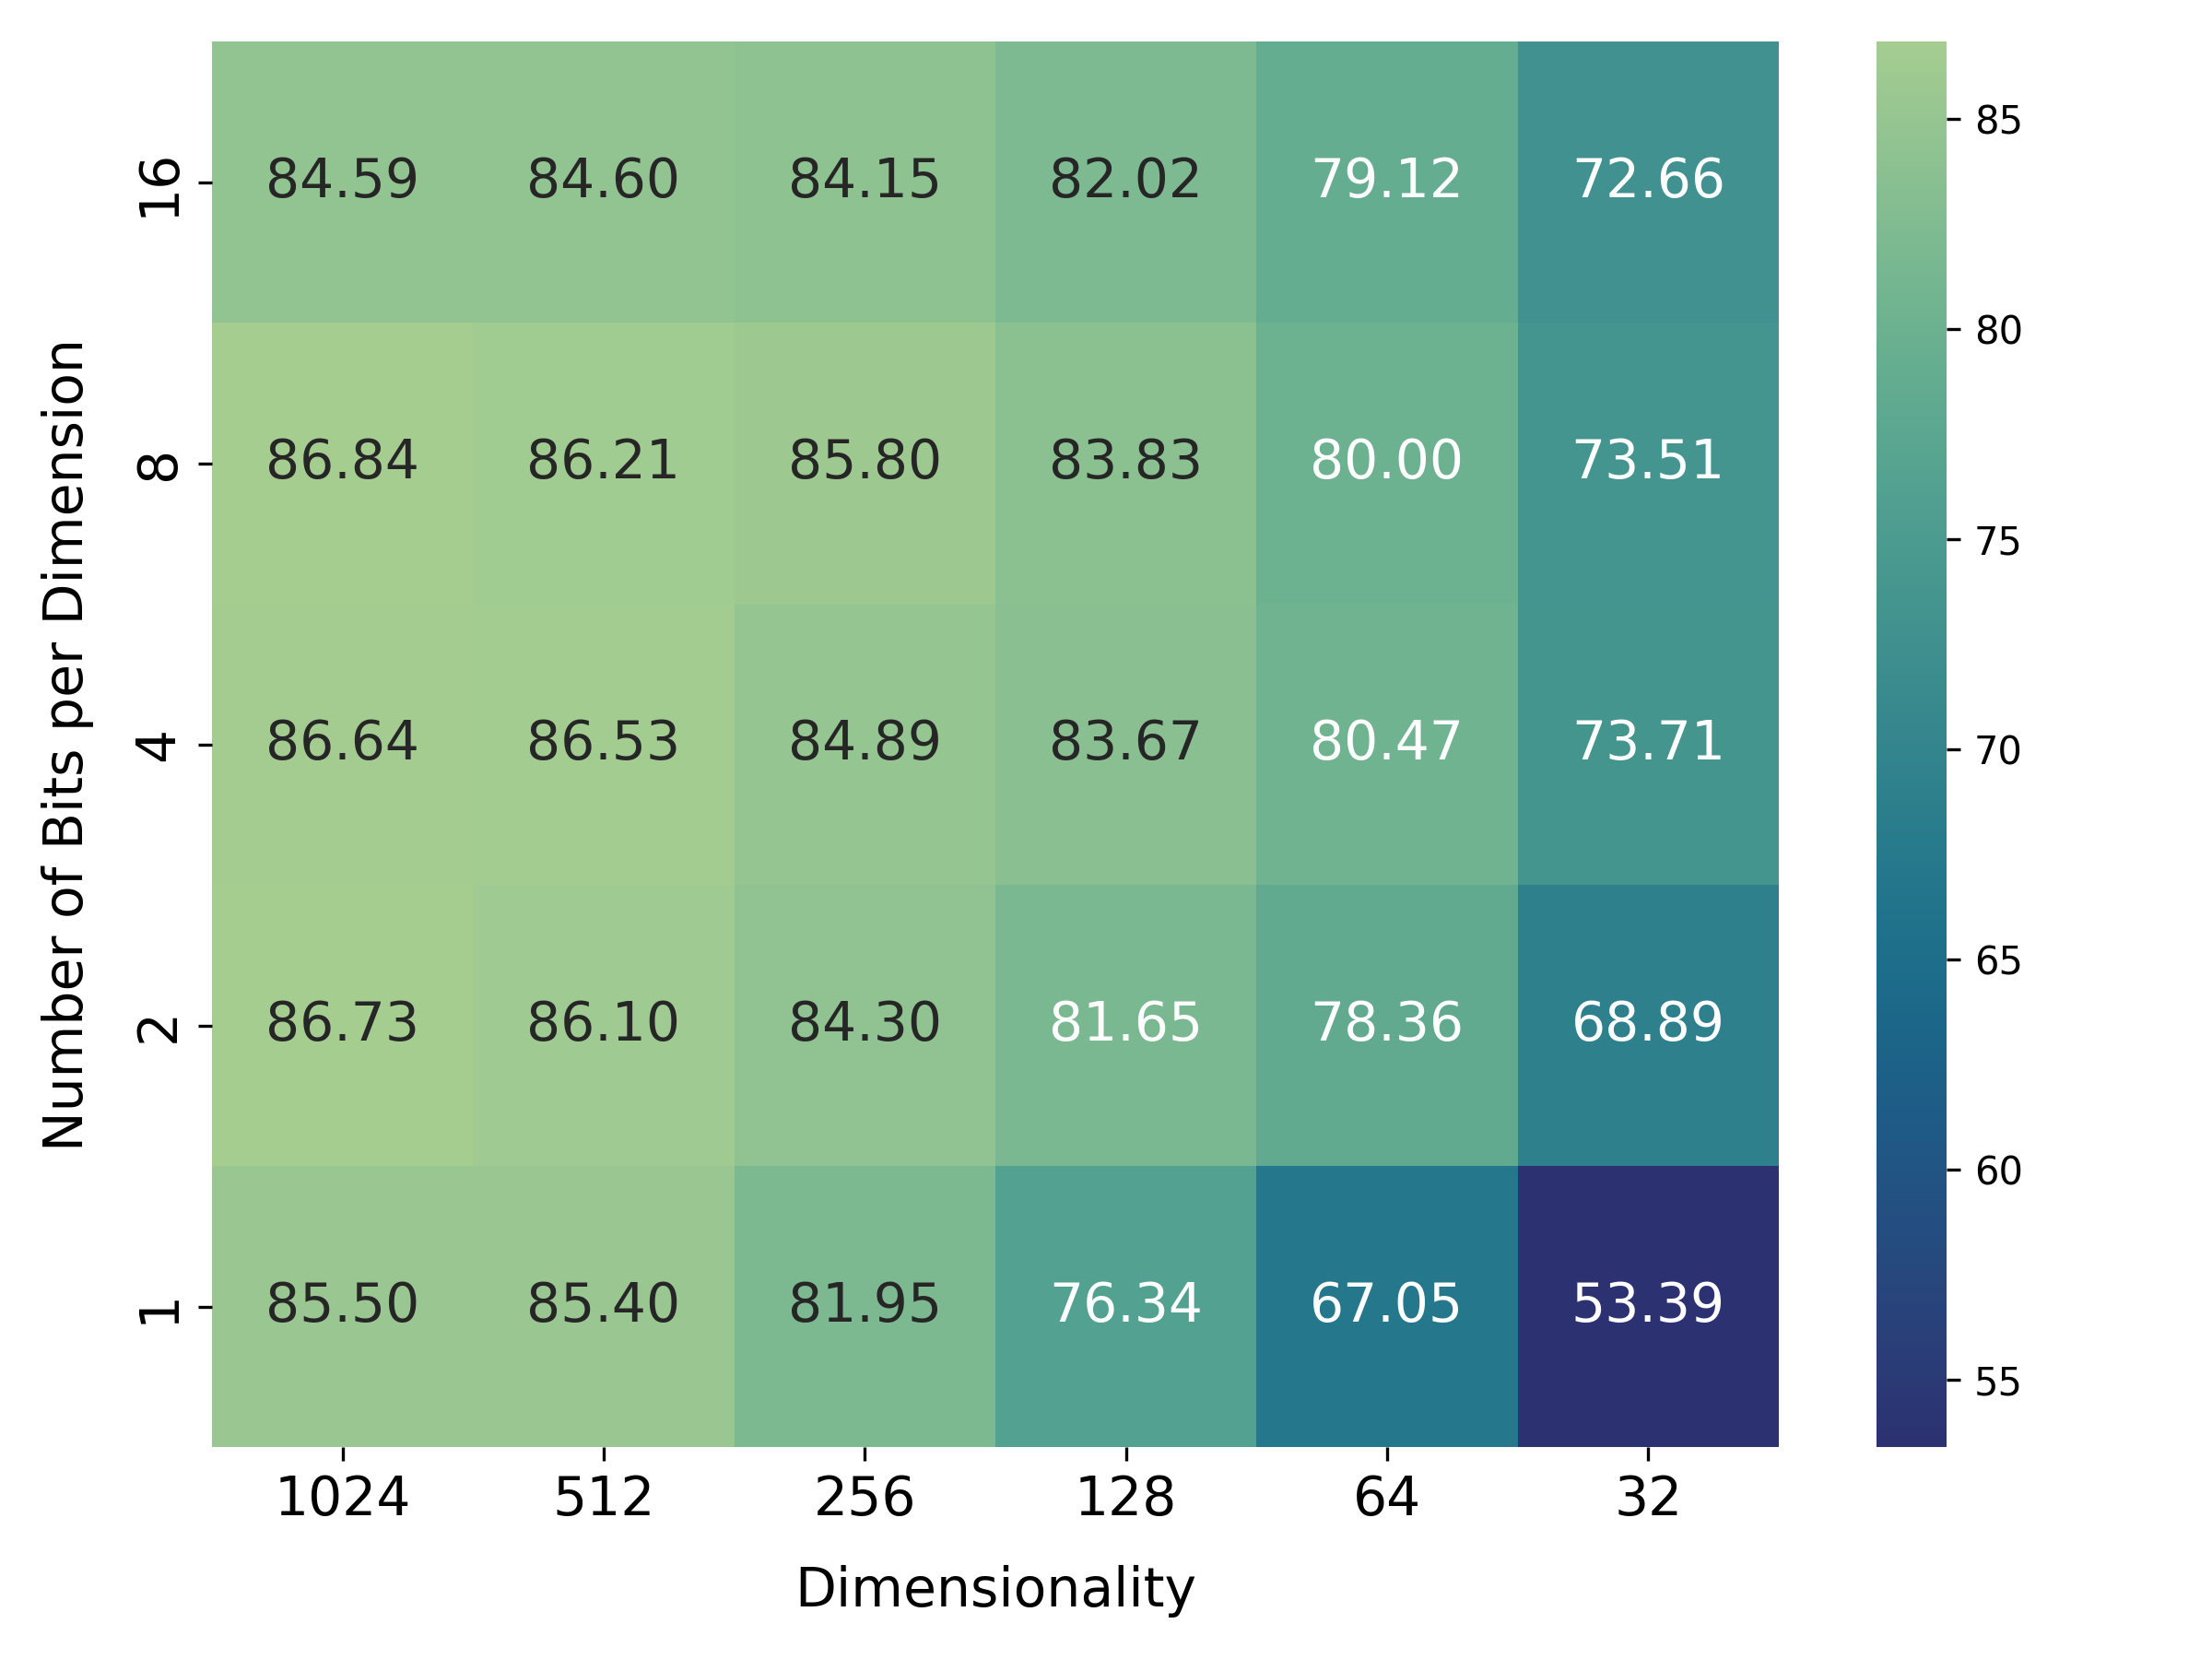 Number of Bits per Dimension
16 84.59 84.60 84.15 82.02 79.12 72.66
8 86.84 86.21 85.80 83.83 80.00 73.51
4 86.64 86.53 84.89 83.67 80.47 73.71
2 86.73 86.10 84.30 81.65 78.36 68.89
1 85.50 85.40 81.95 76.34 67.05 53.39
1024 512 256 128 64 32
Dimensionality
85
80
75
70
65
60
55